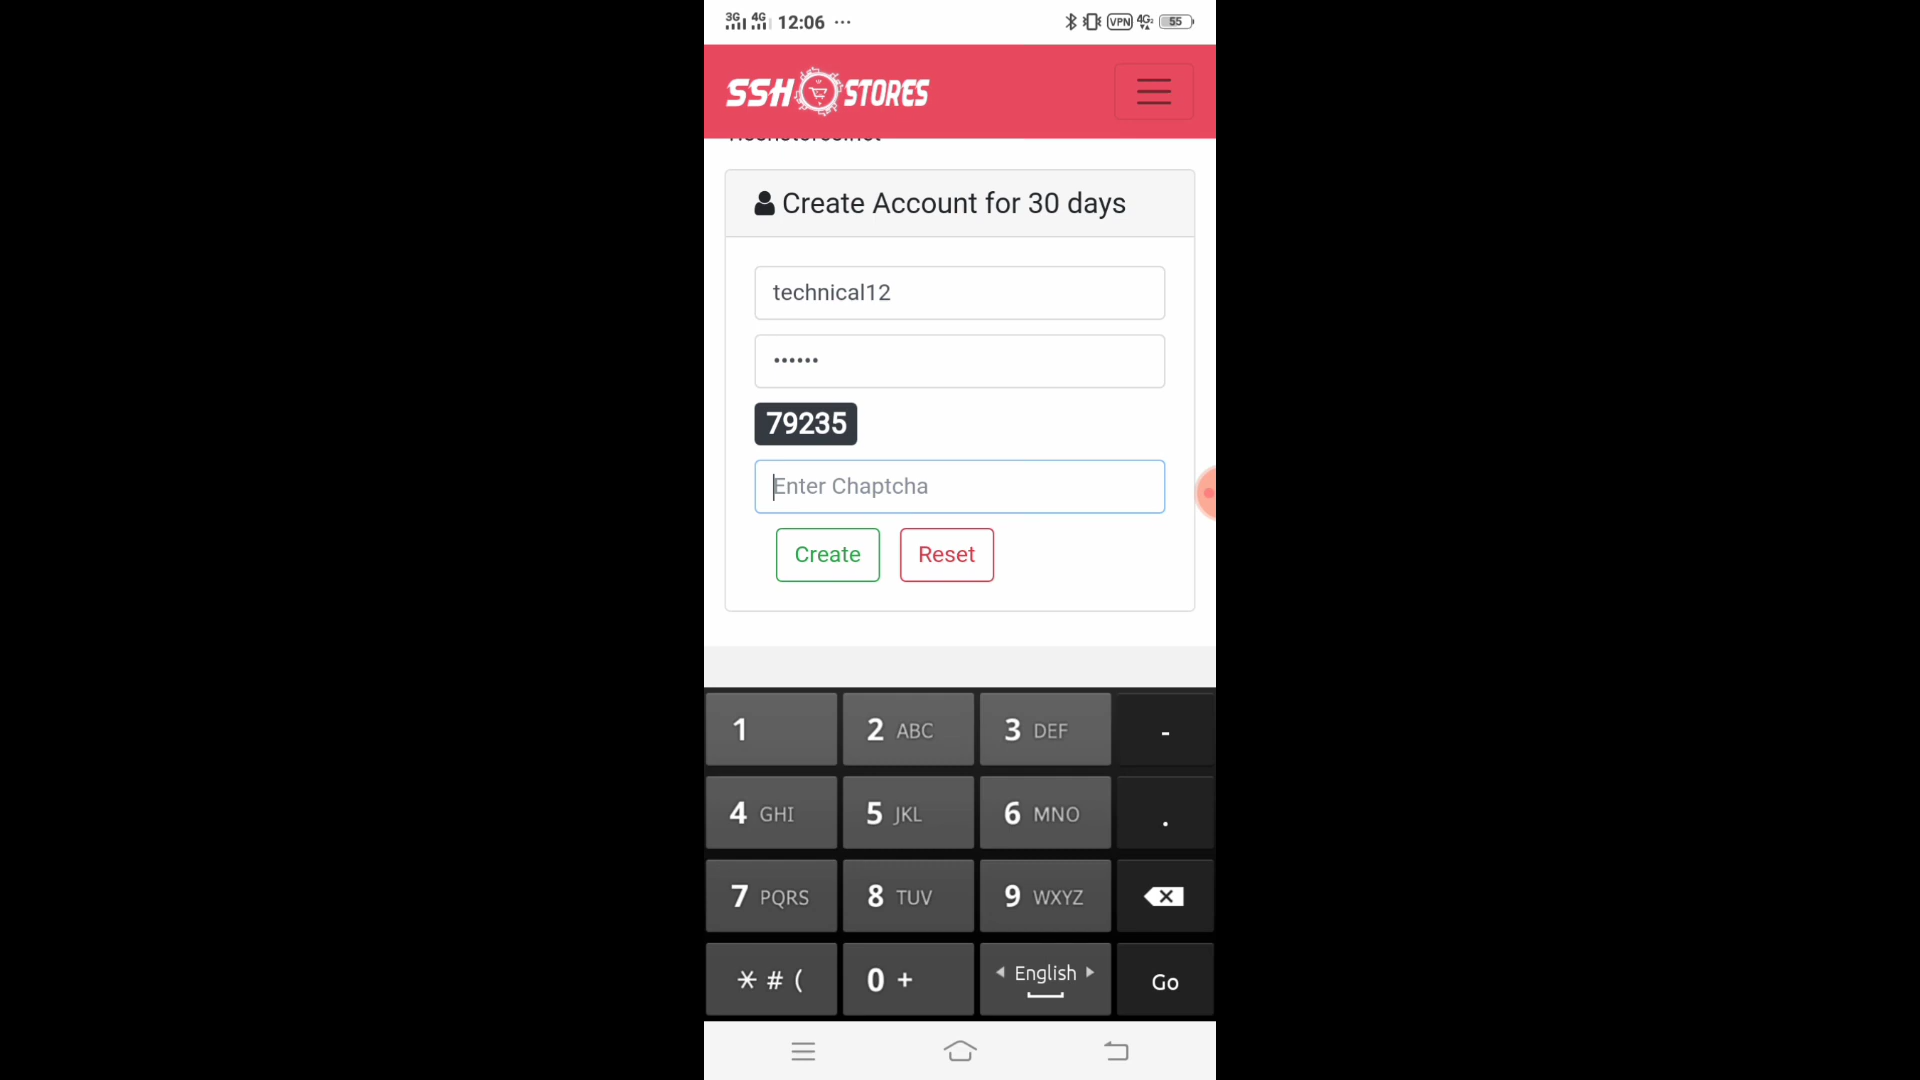 3G 4G 12:06 ... VPN 4G 55
SSH STORES
Create Account for 30 days
technical12
••••••
79235
Enter Chaptcha
Create Reset
1 2 ABC 3 DEF -
4 GHI 5 JKL 6 MNO .
7 PQRS 8 TUV 9 WXYZ
* # ( 0 + English Go